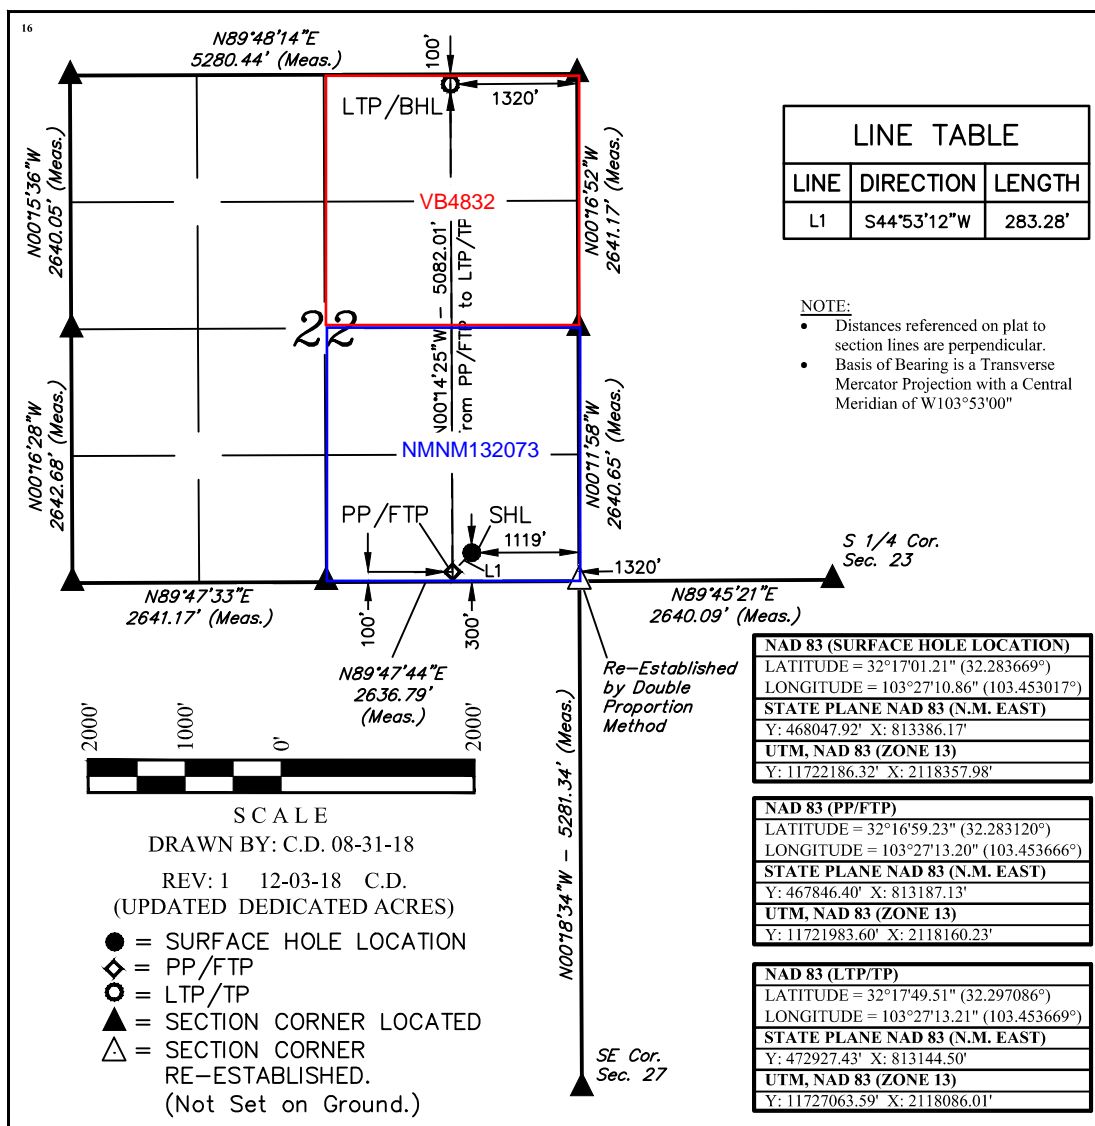 16
N89°48'14"E
5280.44' (Meas.)
100'
1320'
LTP/BHL
N00°15'36"W
2640.05' (Meas.)
N00°16'52"W
2641.17' (Meas.)
VB4832
22
N00°14'25"W - 5082.01'
From PP/FTP to LTP/TP
N00°16'28"W
2642.68' (Meas.)
N00°11'58"W
2640.65' (Meas.)
NMNM132073
PP/FTP
SHL
1119'
L1
1320'
100'
300'
S 1/4 Cor.
Sec. 23
N89°47'33"E
2641.17' (Meas.)
N89°45'21"E
2640.09' (Meas.)
N89°47'44"E
2636.79'
(Meas.)
Re-Established
by Double
Proportion
Method
N00°18'34"W - 5281.34' (Meas.)
SE Cor.
Sec. 27
LINE TABLE
LINE DIRECTION LENGTH
L1 S44°53'12"W 283.28'
NOTE:
• Distances referenced on plat to
section lines are perpendicular.
• Basis of Bearing is a Transverse
Mercator Projection with a Central
Meridian of W103°53'00"
2000' 1000' 0' 2000'
SCALE
DRAWN BY: C.D. 08-31-18
REV: 1 12-03-18 C.D.
(UPDATED DEDICATED ACRES)
= SURFACE HOLE LOCATION
= PP/FTP
= LTP/TP
= SECTION CORNER LOCATED
= SECTION CORNER
RE-ESTABLISHED.
(Not Set on Ground.)
NAD 83 (SURFACE HOLE LOCATION)
LATITUDE = 32°17'01.21" (32.283669°)
LONGITUDE = 103°27'10.86" (103.453017°)
STATE PLANE NAD 83 (N.M. EAST)
Y: 468047.92' X: 813386.17'
UTM, NAD 83 (ZONE 13)
Y: 11722186.32' X: 2118357.98'
NAD 83 (PP/FTP)
LATITUDE = 32°16'59.23" (32.283120°)
LONGITUDE = 103°27'13.20" (103.453666°)
STATE PLANE NAD 83 (N.M. EAST)
Y: 467846.40' X: 813187.13'
UTM, NAD 83 (ZONE 13)
Y: 11721983.60' X: 2118160.23'
NAD 83 (LTP/TP)
LATITUDE = 32°17'49.51" (32.297086°)
LONGITUDE = 103°27'13.21" (103.453669°)
STATE PLANE NAD 83 (N.M. EAST)
Y: 472927.43' X: 813144.50'
UTM, NAD 83 (ZONE 13)
Y: 11727063.59' X: 2118086.01'